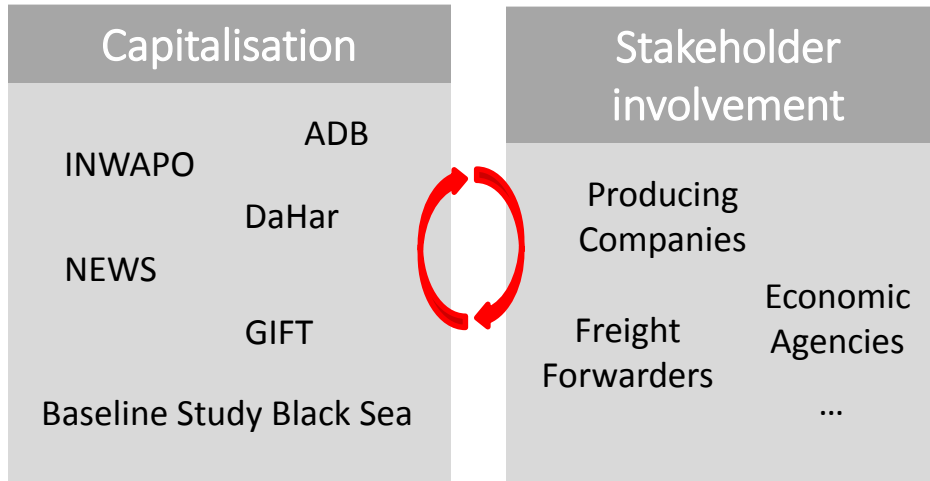 Capitalisation
ADB
INWAPO
DaHar
NEWS
GIFT
Baseline Study Black Sea
Stakeholder
involvement
Producing
Companies
Economic
Agencies
Freight
Forwarders
...